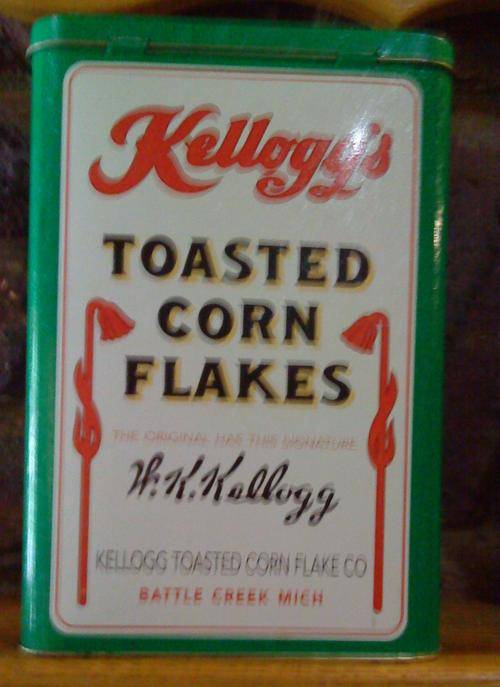 Kellogg's
TOASTED
CORN
FLAKES
THE ORIGINAL HAS THIS SIGNATURE
W.K.Kellogg
KELLOGG TOASTED CORN FLAKE CO
BATTLE CREEK MICH